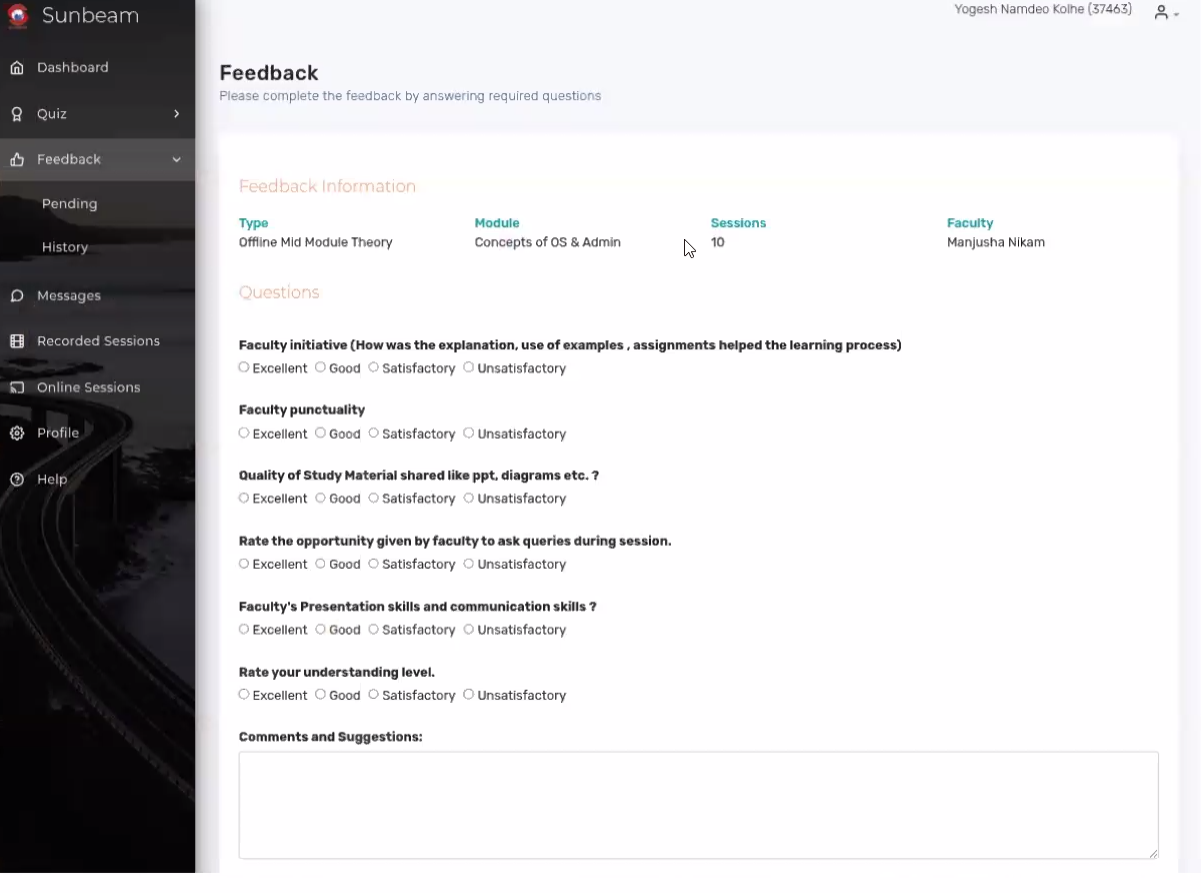 Sunbeam
Yogesh Namdeo Kolhe (37463)
Dashboard
Quiz
Feedback
Pending
History
Messages
Recorded Sessions
Online Sessions
Profile
Help
Feedback
Please complete the feedback by answering required questions
Feedback Information
Type Module Sessions Faculty
Offline Mid Module Theory Concepts of OS & Admin 10 Manjusha Nikam
Questions
Faculty initiative (How was the explanation, use of examples , assignments helped the learning process)
Excellent Good Satisfactory Unsatisfactory
Faculty punctuality
Excellent Good Satisfactory Unsatisfactory
Quality of Study Material shared like ppt, diagrams etc. ?
Excellent Good Satisfactory Unsatisfactory
Rate the opportunity given by faculty to ask queries during session.
Excellent Good Satisfactory Unsatisfactory
Faculty's Presentation skills and communication skills ?
Excellent Good Satisfactory Unsatisfactory
Rate your understanding level.
Excellent Good Satisfactory Unsatisfactory
Comments and Suggestions: